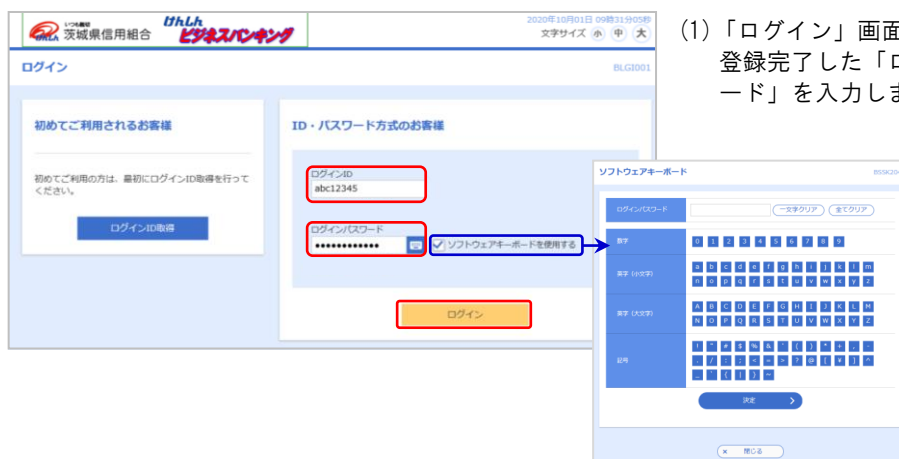 いつも親切
茨城県信用組合
けんしん
ビジネスバンキング
2020年10月01日 09時31分05秒
文字サイズ 小 中 大
ログイン
BLGI001
初めてご利用されるお客様
初めてご利用の方は、最初にログインID取得を行って
ください。
ログインID取得
ID・パスワード方式のお客様
ログインID
abc12345
ログインパスワード
●●●●●●●●●●●●
ソフトウェアキーボードを使用する
ログイン
(1)「ログイン」画面
登録完了した「ロ
ード」を入力しま
ソフトウェアキーボード
ログインパスワード
一文字クリア 全てクリア
数字
0 1 2 3 4 5 6 7 8 9
英字（小文字）
a b c d e f g h i j k l m
n o p q r s t u v w x y z
英字（大文字）
A B C D E F G H I J K L M
N O P Q R S T U V W X Y Z
記号
! " # $ % & ' ( ) * + , -
. / : ; < = > ? @ [ ¥ ] ^
_ ` { | } ~
決定
× 閉じる